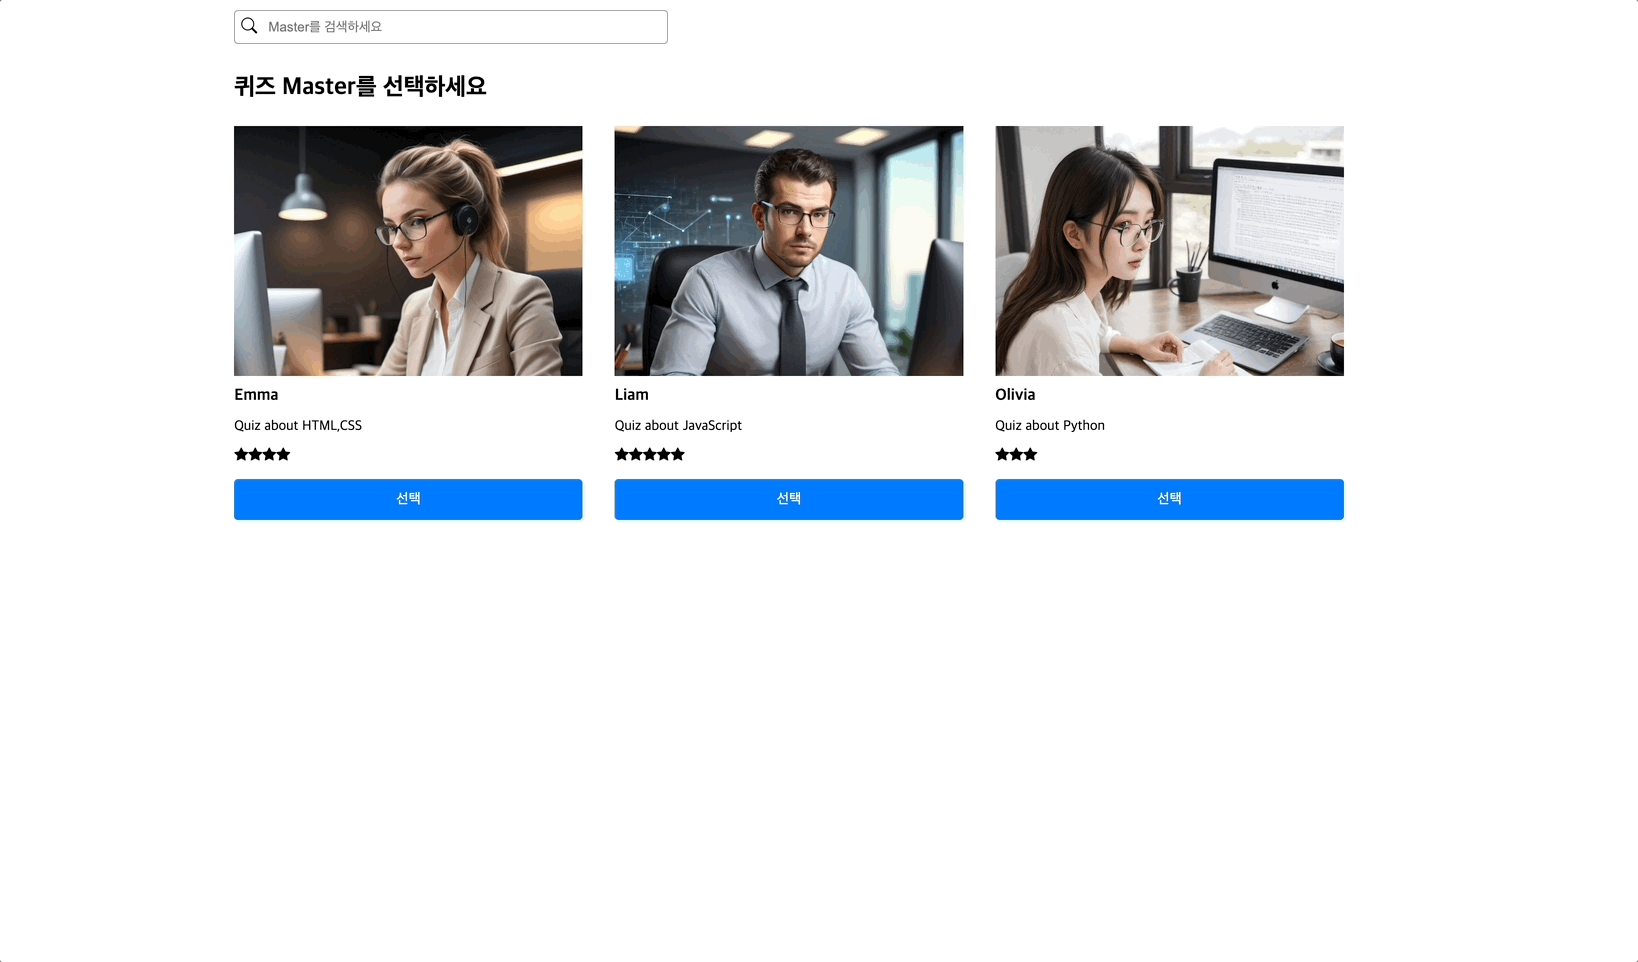 Master를 검색하세요
퀴즈 Master를 선택하세요
Emma
Quiz about HTML,CSS
★★★★
선택
Liam
Quiz about JavaScript
★★★★★
선택
Olivia
Quiz about Python
★★★
선택